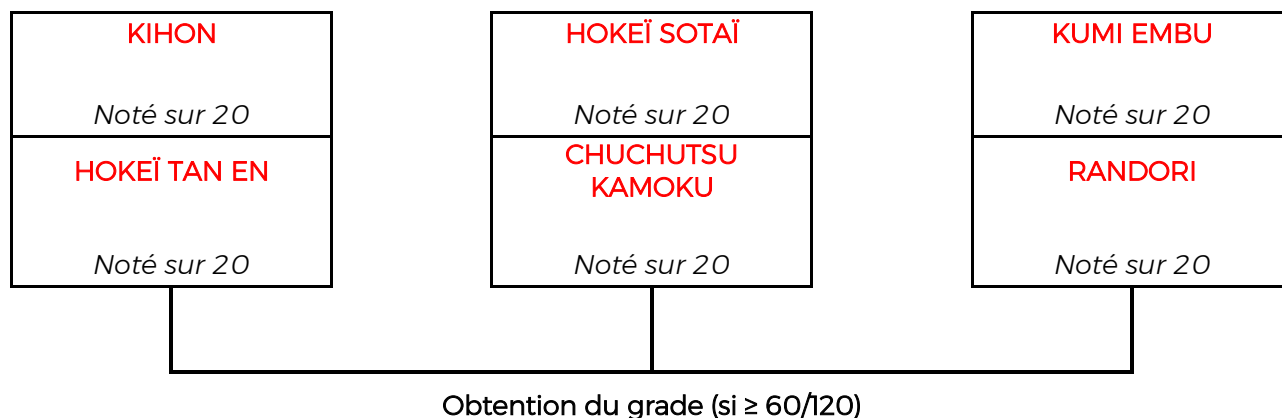 KIHON
Noté sur 20
HOKEÏ TAN EN
Noté sur 20
HOKEÏ SOTAÏ
Noté sur 20
CHUCHUTSU
KAMOKU
Noté sur 20
KUMI EMBU
Noté sur 20
RANDORI
Noté sur 20
Obtention du grade (si ≥ 60/120)